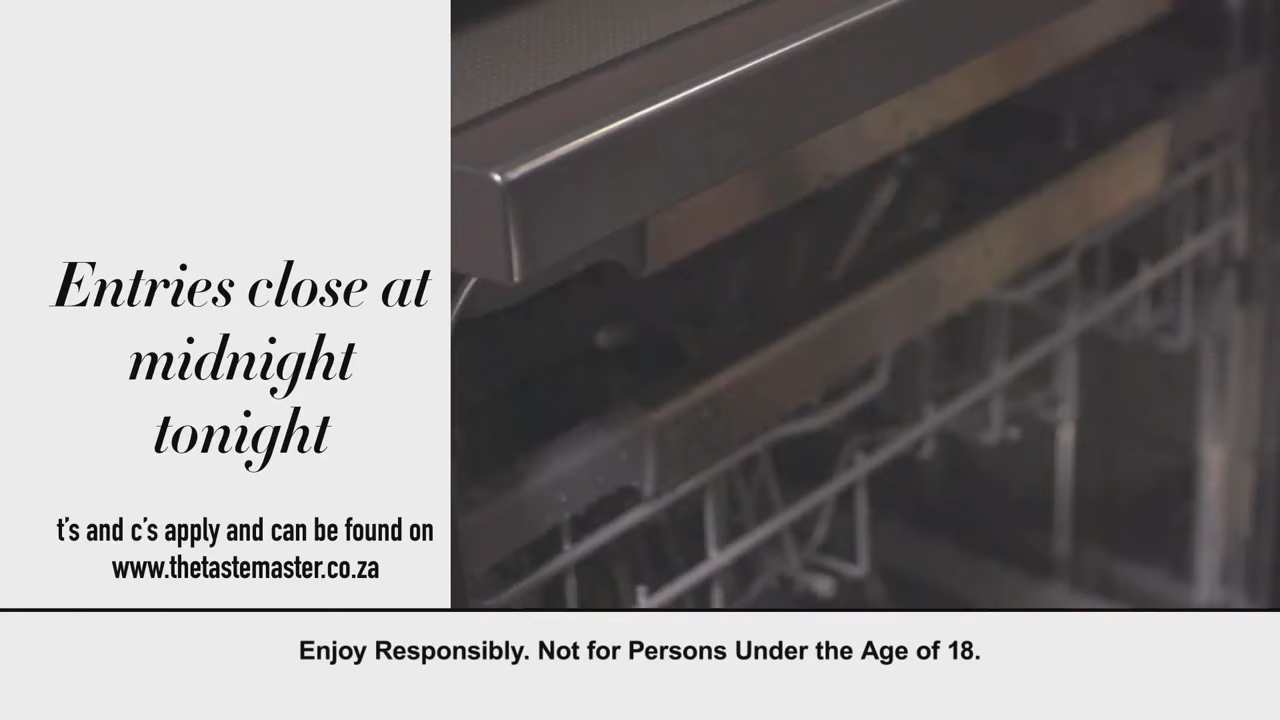 Entries close at
midnight
tonight
t's and c's apply and can be found on
www.thetastemaster.co.za
Enjoy Responsibly. Not for Persons Under the Age of 18.